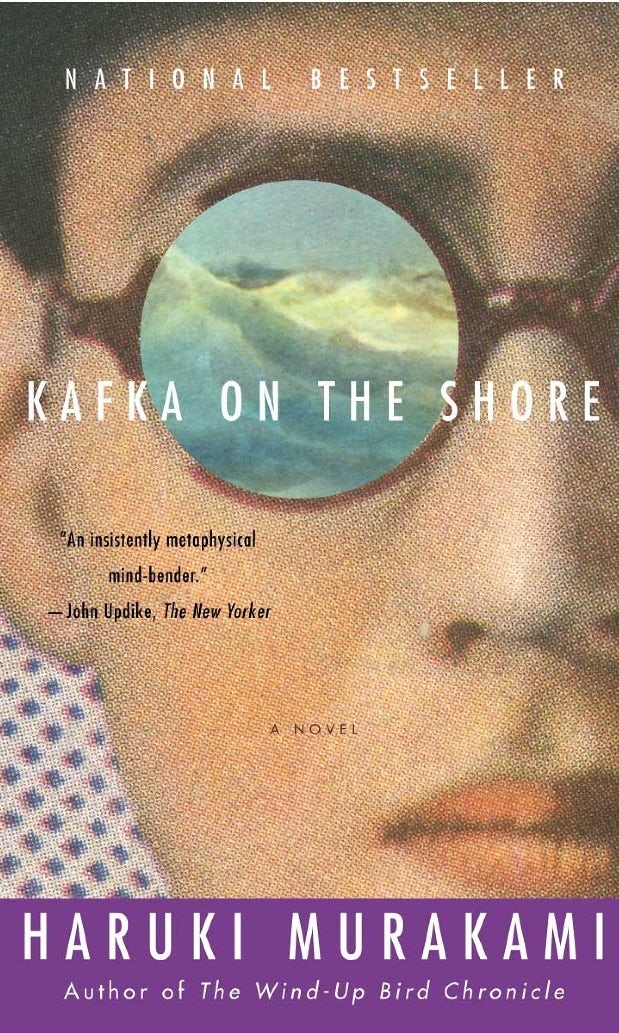 NATIONAL BESTSELLER
KAFKA ON THE SHORE
"An insistently metaphysical
mind-bender."
—John Updike, The New Yorker
A NOVEL
HARUKI MURAKAMI
Author of The Wind-Up Bird Chronicle